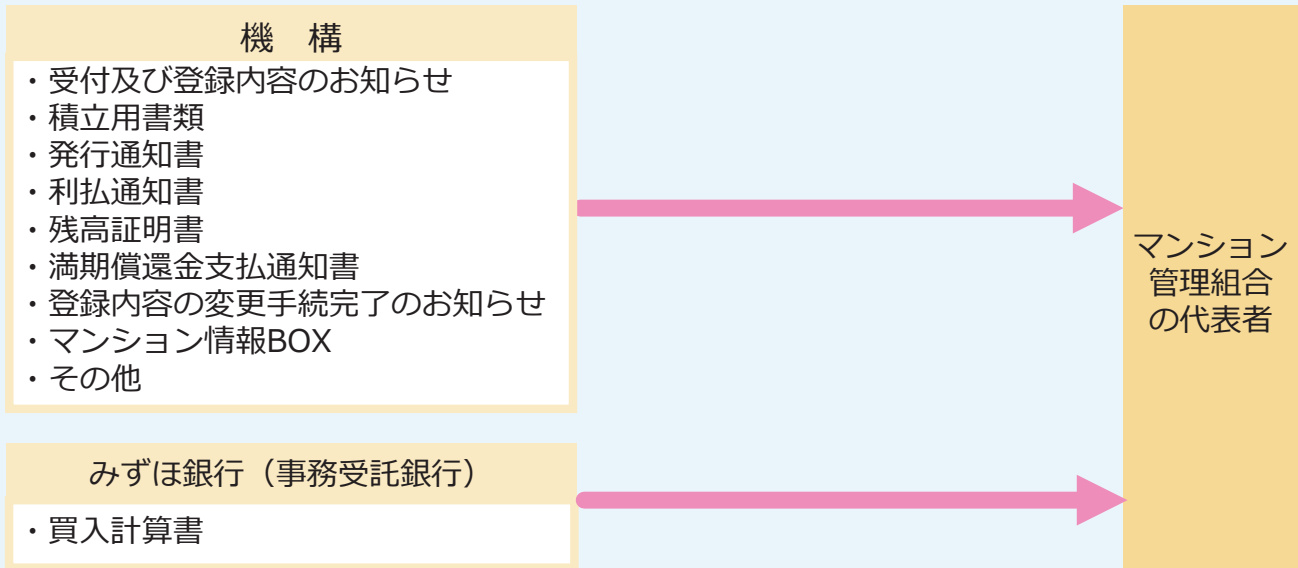 機　構
・受付及び登録内容のお知らせ
・積立用書類
・発行通知書
・利払通知書
・残高証明書
・満期償還金支払通知書
・登録内容の変更手続完了のお知らせ
・マンション情報BOX
・その他
みずほ銀行（事務受託銀行）
・買入計算書
マンション
管理組合
の代表者